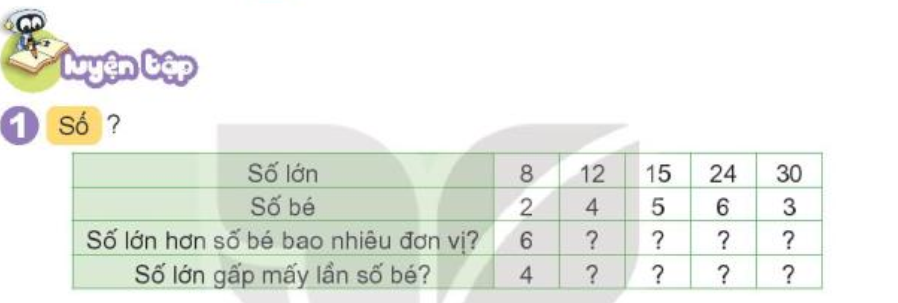 Luyện tập
1 Số ?
Số lớn 8 12 15 24 30
Số bé 2 4 5 6 3
Số lớn hơn số bé bao nhiêu đơn vị? 6 ? ? ? ?
Số lớn gấp mấy lần số bé? 4 ? ? ? ?